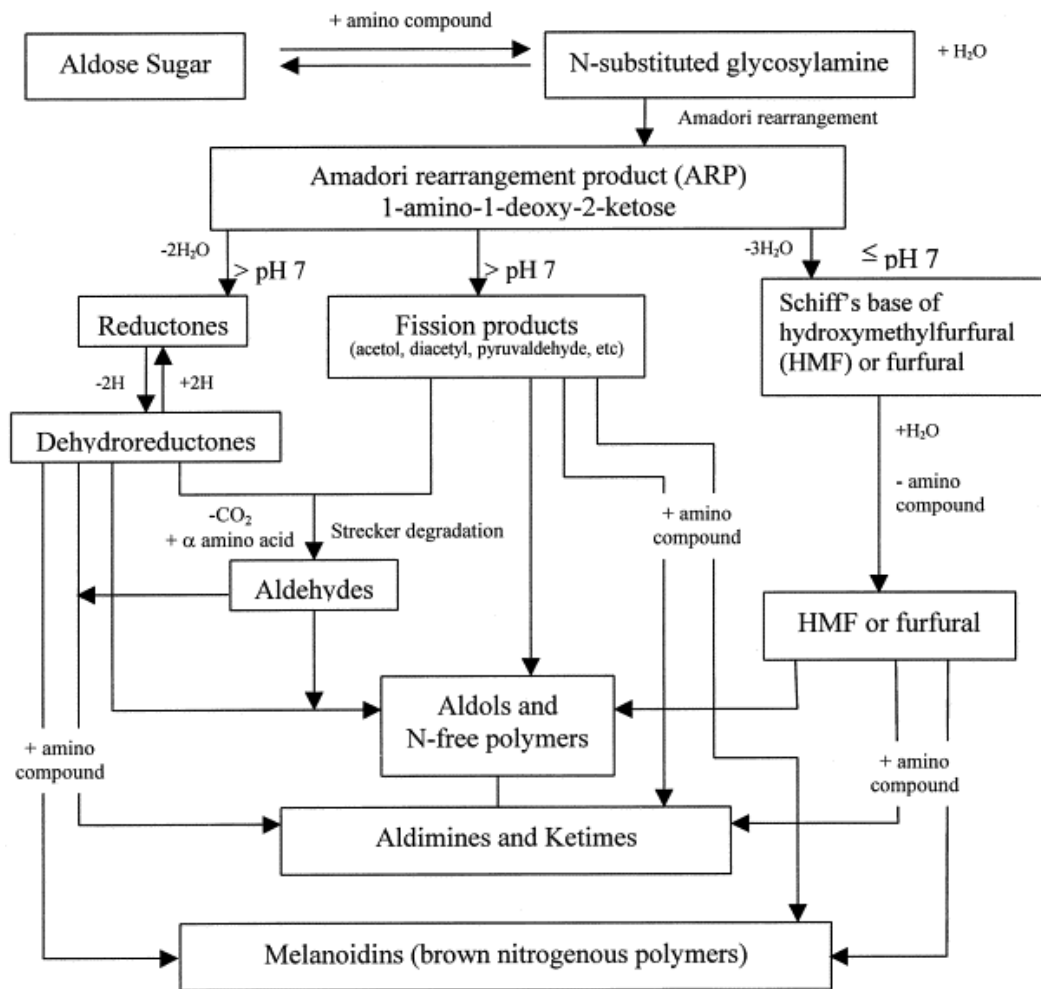 + amino compound
Aldose Sugar
N-substituted glycosylamine
+ H₂O
Amadori rearrangement
Amadori rearrangement product (ARP)
1-amino-1-deoxy-2-ketose
-2H₂O
> pH 7
> pH 7
-3H₂O
≤ pH 7
Reductones
Fission products
(acetol, diacetyl, pyruvaldehyde, etc)
Schiff's base of
hydroxymethylfurfural
(HMF) or furfural
-2H
+2H
Dehydroreductones
+H₂O
- amino
compound
-CO₂
+ α amino acid
Strecker degradation
+ amino
compound
Aldehydes
HMF or furfural
Aldols and
N-free polymers
+ amino
compound
+ amino
compound
Aldimines and Ketimes
Melanoidins (brown nitrogenous polymers)